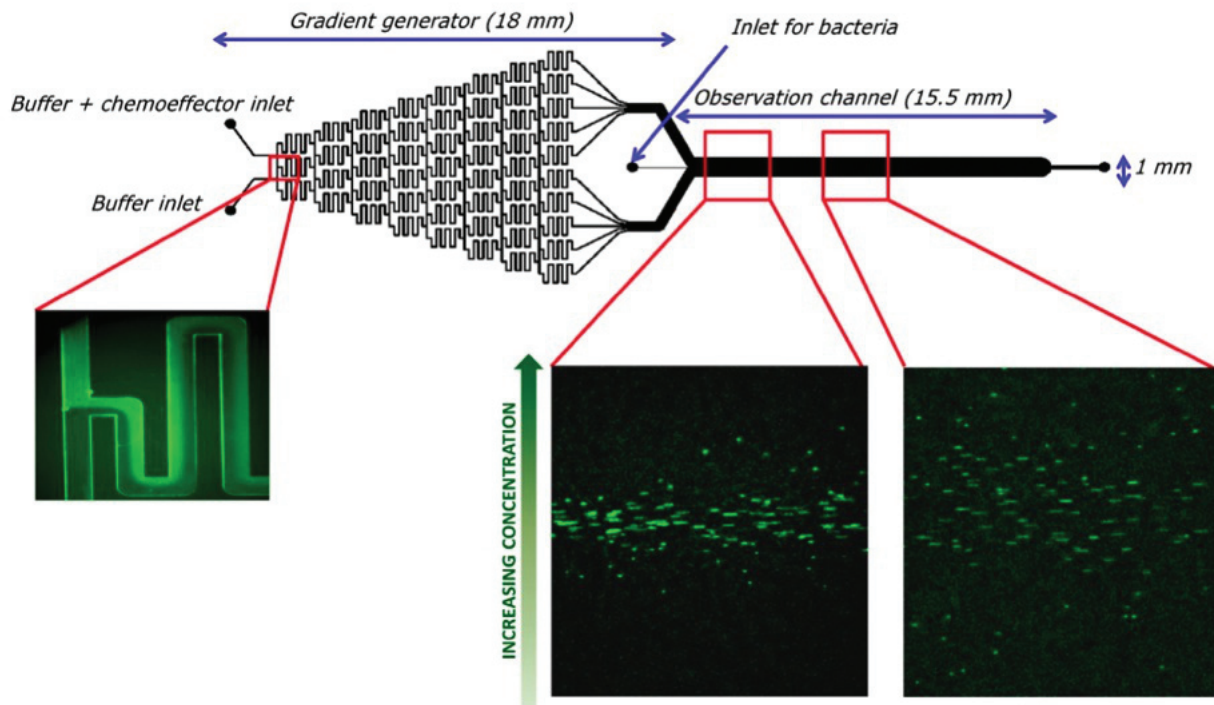 Gradient generator (18 mm)
Inlet for bacteria
Buffer + chemoeffector inlet
Observation channel (15.5 mm)
1 mm
Buffer inlet
INCREASING CONCENTRATION